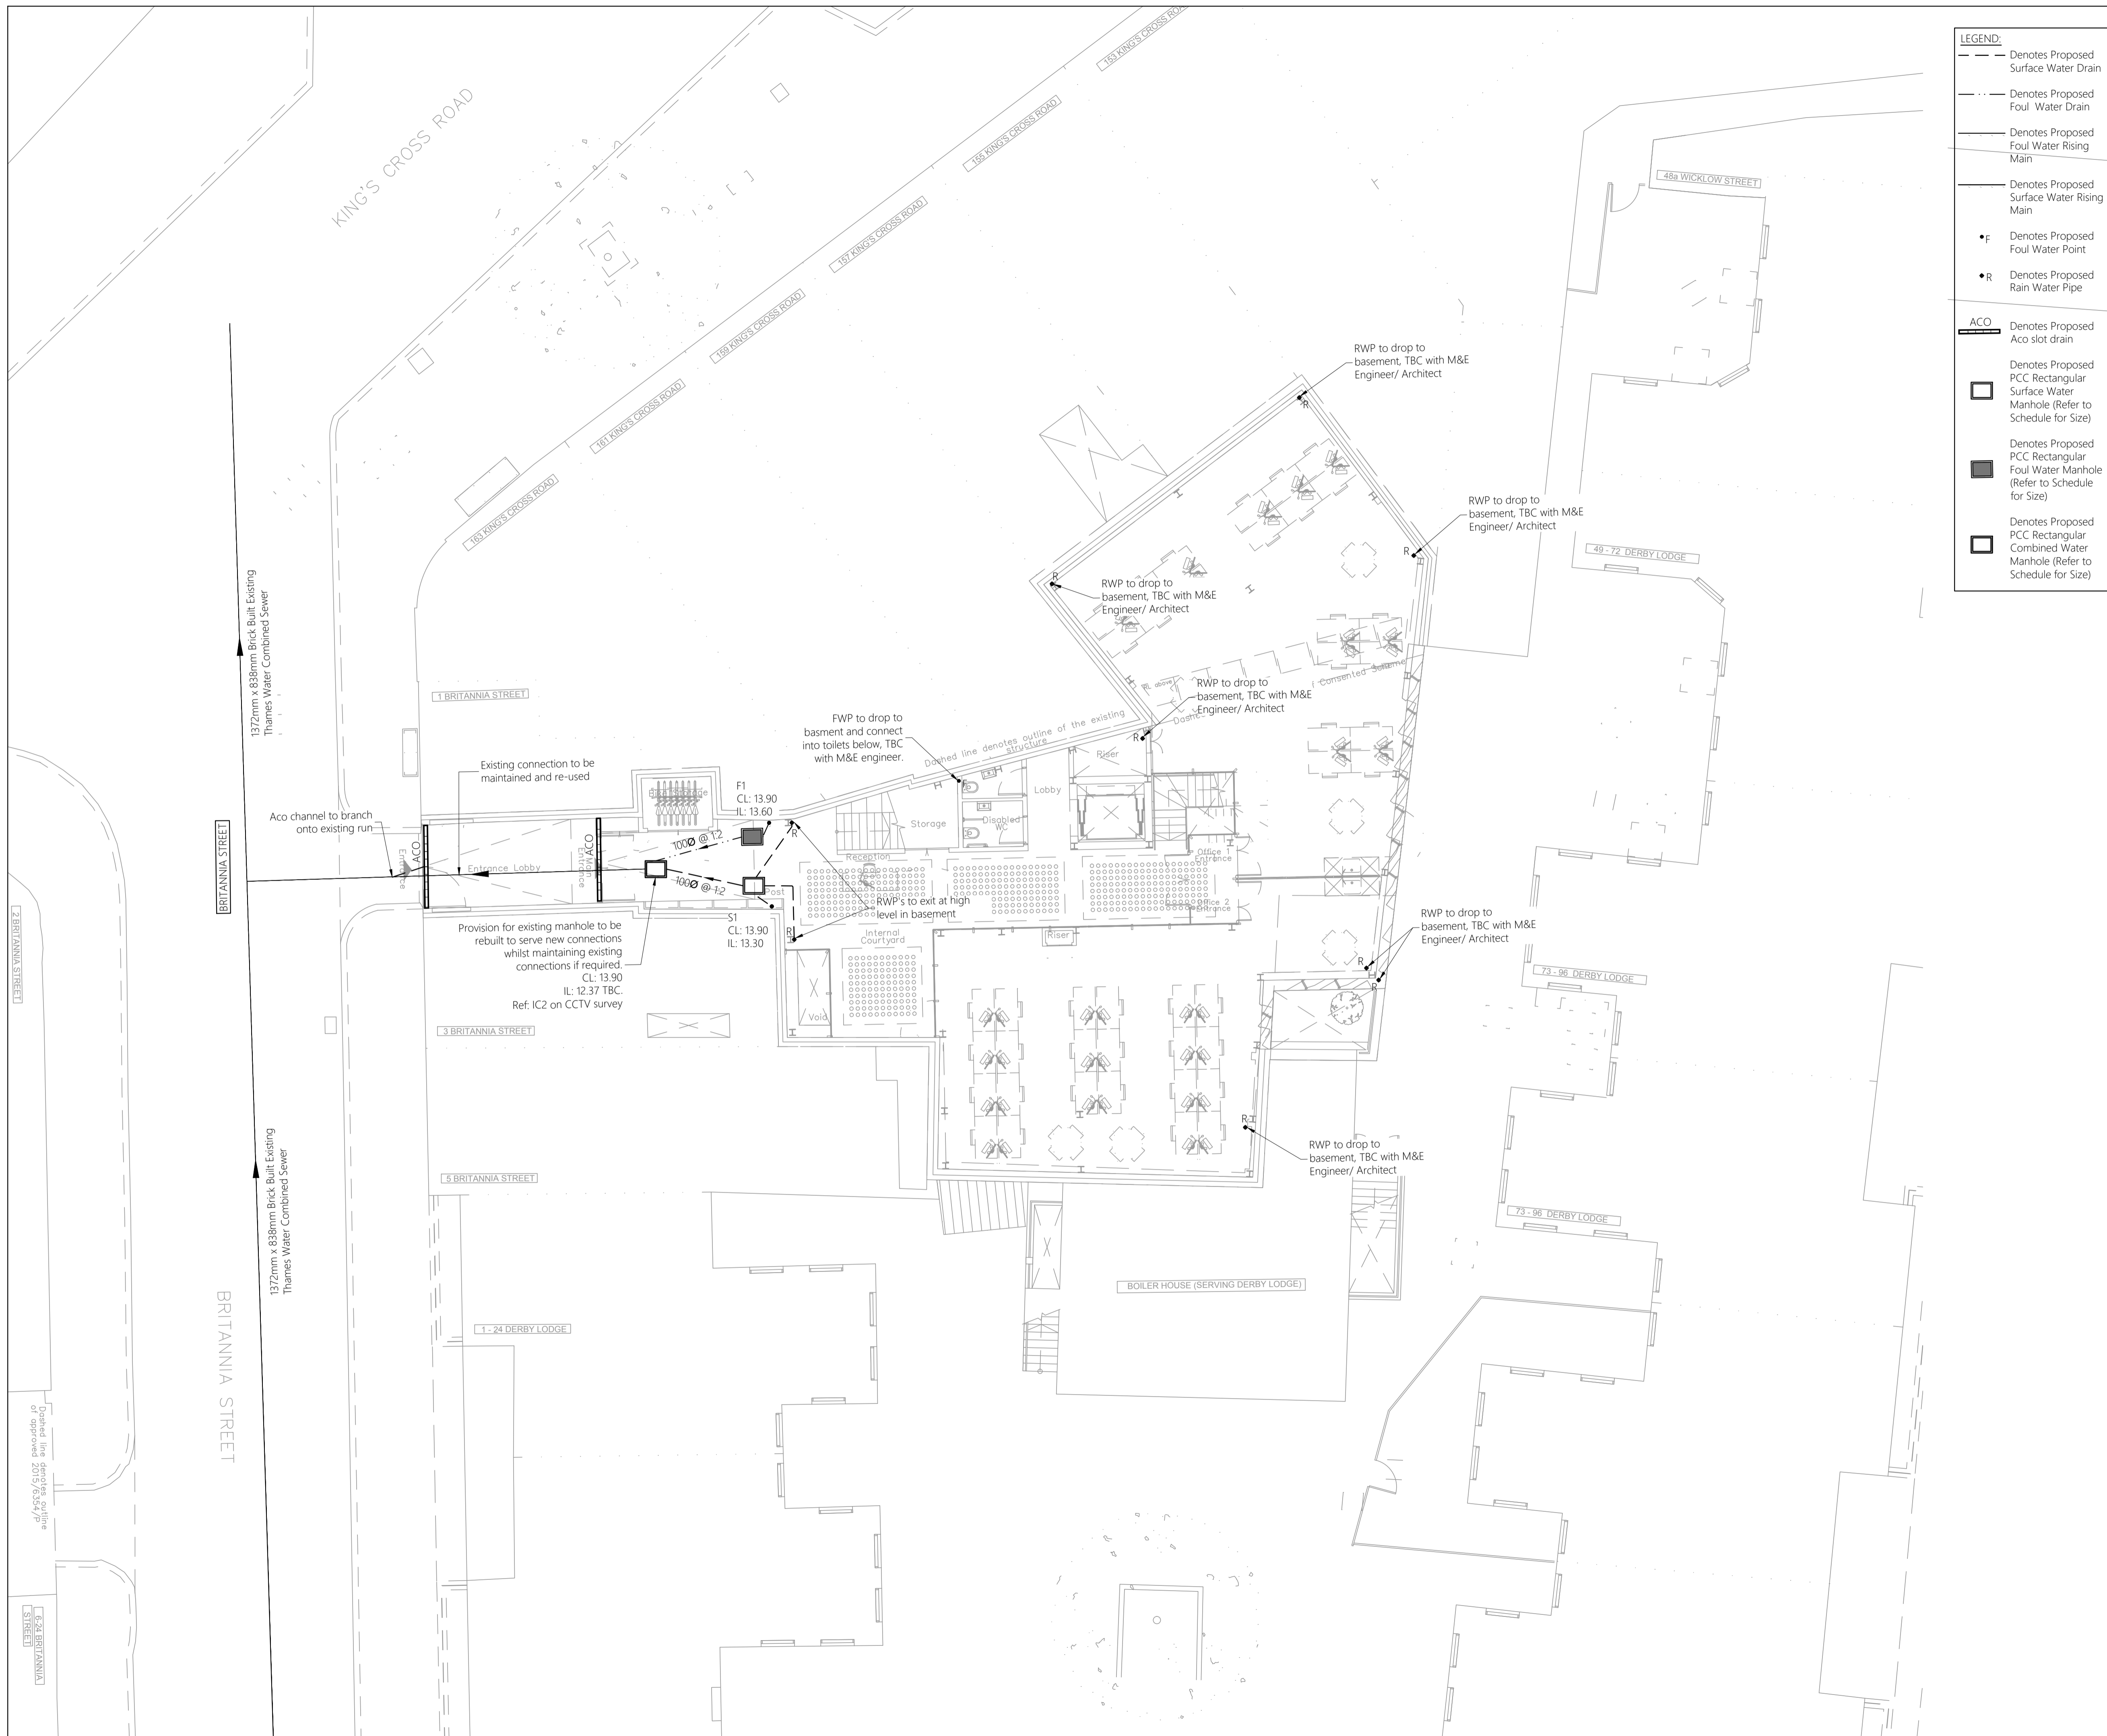 KING'S CROSS ROAD
153 KING'S CROSS ROAD
155 KING'S CROSS ROAD
157 KING'S CROSS ROAD
159 KING'S CROSS ROAD
161 KING'S CROSS ROAD
163 KING'S CROSS ROAD
48a WICKLOW STREET
49 - 72 DERBY LODGE
73 - 96 DERBY LODGE
73 - 96 DERBY LODGE
RWP to drop to
basement, TBC with M&E
Engineer/ Architect
RWP to drop to
basement, TBC with M&E
Engineer/ Architect
RWP to drop to
basement, TBC with M&E
Engineer/ Architect
RWP to drop to
basement, TBC with M&E
Engineer/ Architect
RWP to drop to
basement, TBC with M&E
Engineer/ Architect
RWP to drop to
basement, TBC with M&E
Engineer/ Architect
R
R
R
R
R
R
R
R
R
Consented Scheme
above
Dashed line denotes outline of the existing
structure
FWP to drop to
basment and connect
into toilets below, TBC
with M&E engineer.
F
1372mm x 838mm Brick Built Existing
Thames Water Combined Sewer
1 BRITANNIA STREET
Existing connection to be
maintained and re-used
Aco channel to branch
onto existing run
BRITANNIA STREET
F1
CL: 13.90
IL: 13.60
100Ø @ 1:2
100Ø @ 1:2
ACO
ACO
Entrance
Entrance Lobby
Main
Entrance
Post
Storage
Reception
Disabled
WC
Lobby
Riser
Office 1
Entrance
Office 2
Entrance
Riser
Internal
Courtyard
Void
RWP's to exit at high
level in basement
S1
CL: 13.90
IL: 13.30
Provision for existing manhole to be
rebuilt to serve new connections
whilst maintaining existing
connections if required.
CL: 13.90
IL: 12.37 TBC.
Ref: IC2 on CCTV survey
2 BRITANNIA STREET
3 BRITANNIA STREET
5 BRITANNIA STREET
1372mm x 838mm Brick Built Existing
Thames Water Combined Sewer
BRITANNIA STREET
1 - 24 DERBY LODGE
BOILER HOUSE (SERVING DERBY LODGE)
Dashed line denotes outline
of approved 2015/6354/P
6-24 BRITANNIA
STREET
LEGEND:
Denotes Proposed
Surface Water Drain
Denotes Proposed
Foul Water Drain
Denotes Proposed
Foul Water Rising
Main
Denotes Proposed
Surface Water Rising
Main
F
Denotes Proposed
Foul Water Point
R
Denotes Proposed
Rain Water Pipe
ACO
Denotes Proposed
Aco slot drain
Denotes Proposed
PCC Rectangular
Surface Water
Manhole (Refer to
Schedule for Size)
Denotes Proposed
PCC Rectangular
Foul Water Manhole
(Refer to Schedule
for Size)
Denotes Proposed
PCC Rectangular
Combined Water
Manhole (Refer to
Schedule for Size)